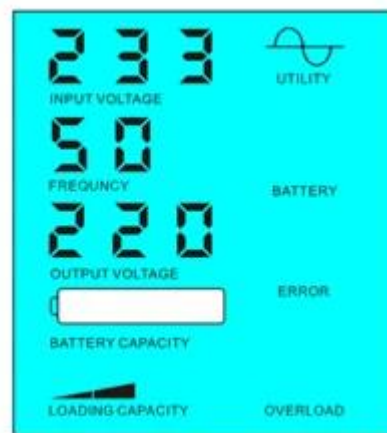 233
UTILITY
INPUT VOLTAGE
50
FREQUNCY
BATTERY
220
OUTPUT VOLTAGE
ERROR
BATTERY CAPACITY
LOADING CAPACITY
OVERLOAD